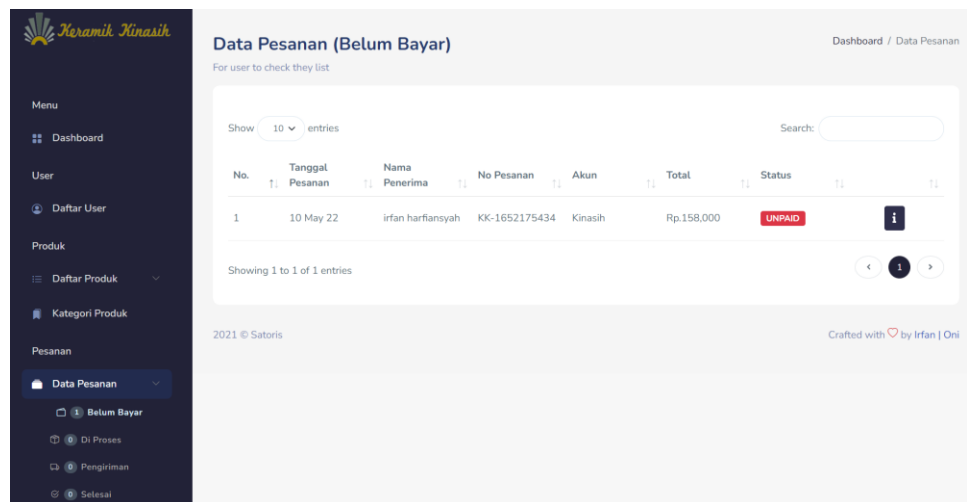 Keramik Kinasih
Menu
Dashboard
User
Daftar User
Produk
Daftar Produk
Kategori Produk
Pesanan
Data Pesanan
1 Belum Bayar
0 Di Proses
0 Pengiriman
0 Selesai
Data Pesanan (Belum Bayar)
Dashboard / Data Pesanan
For user to check they list
Show 10 entries
Search:
No. Tanggal Pesanan Nama Penerima No Pesanan Akun Total Status
1 10 May 22 irfan harfiansyah KK-1652175434 Kinasih Rp.158,000 UNPAID i
Showing 1 to 1 of 1 entries
‹ 1 ›
2021 © Satoris
Crafted with ♡ by Irfan | Oni